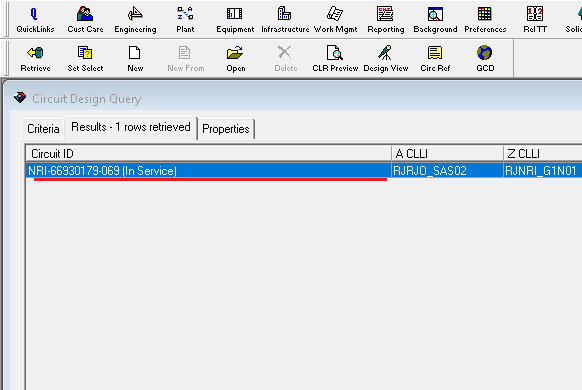 QuickLinks Cust Care Engineering Plant Equipment Infrastructure Work Mgmt Reporting Background Preferences Rel TT
Retrieve Set Select New New From Open Delete CLR Preview Design View Circ Ref GCD
Circuit Design Query
Criteria Results - 1 rows retrieved Properties
Circuit ID A CLLI Z CLLI
NRI-66930179-069 (In Service) RJRJO_SAS02 RJNRI_G1N01